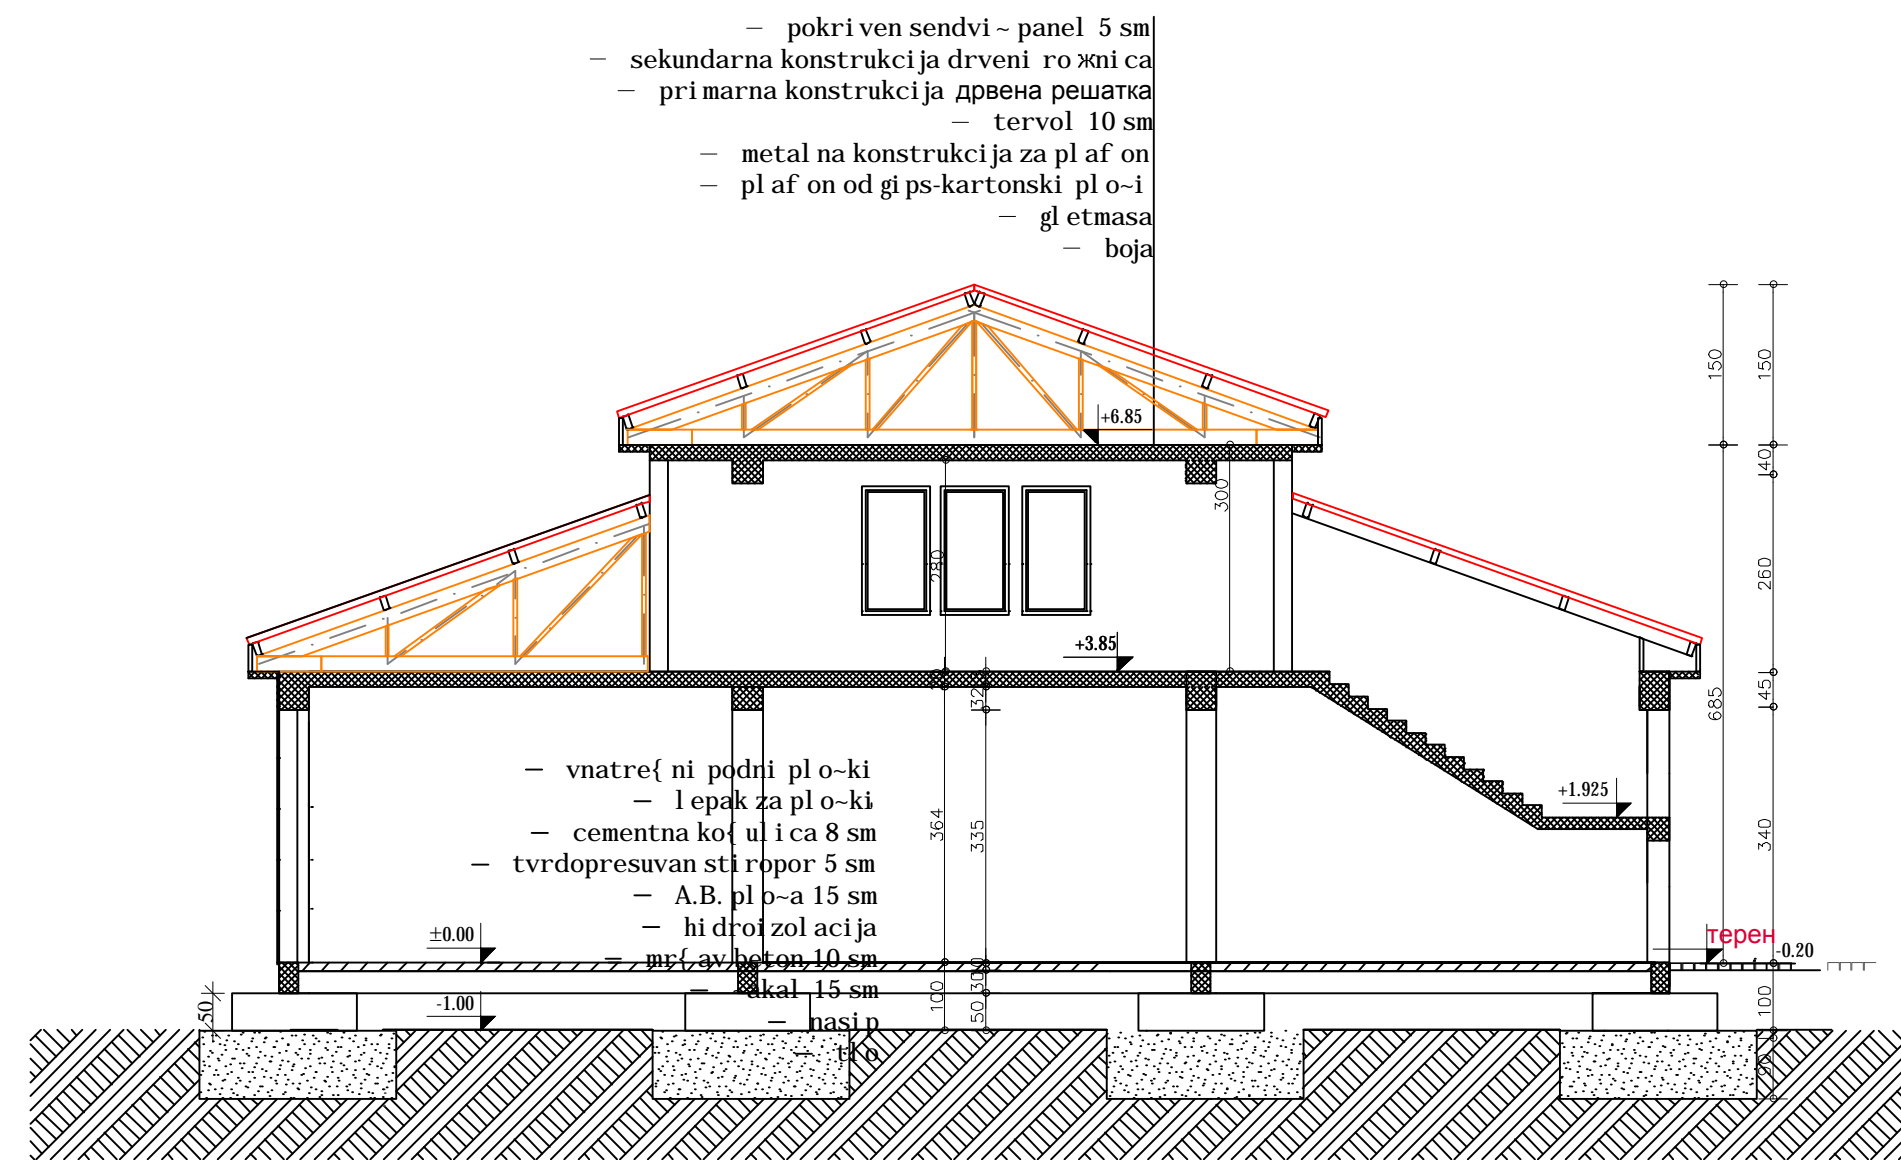 — pokriven sendvi~ panel 5 sm
— sekundarna konstrukcija drveni roжnica
— primarna konstrukcija дрвена решатка
— tervol 10 sm
— metalna konstrukcija za plafon
— plafon od gips-kartonski plo~i
— gletmasa
— boja
+6.85
150
150
40
300
280
260
+3.85
32
45
685
— vnatre{ni podni plo~ki
— lepak za plo~ki
— cementna ko{ulica 8 sm
— tvrdopresuvan stiropor 5 sm
— A.B. plo~a 15 sm
— hidroizolacija
— mr{av beton 10 sm
— ~akal 15 sm
— nasip
— tlo
+1.925
364
335
340
±0.00
терен
-0.20
-1.00
50
100
50
100
90